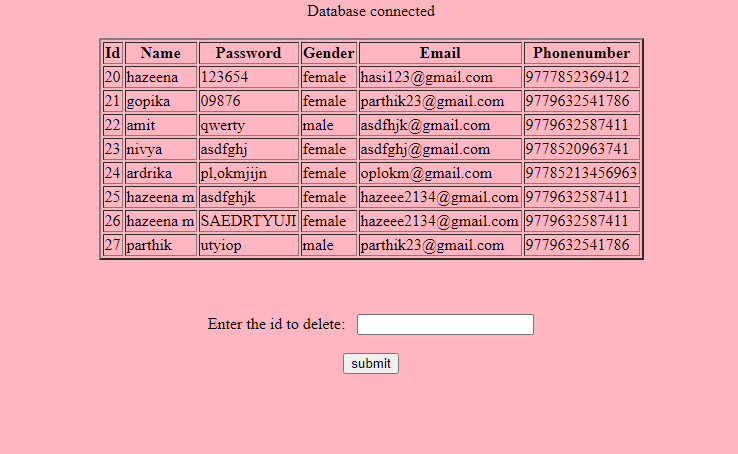 Database connected
Id Name Password Gender Email Phonenumber
20 hazeena 123654 female hasi123@gmail.com 9777852369412
21 gopika 09876 female parthik23@gmail.com 9779632541786
22 amit qwerty male asdfhjk@gmail.com 9779632587411
23 nivya asdfghj female asdfghj@gmail.com 9778520963741
24 ardrika pl,okmjijn female oplokm@gmail.com 97785213456963
25 hazeena m asdfghjk female hazeee2134@gmail.com 9779632587411
26 hazeena m SAEDRTYUJI female hazeee2134@gmail.com 9779632587411
27 parthik utyiop male parthik23@gmail.com 9779632541786
Enter the id to delete:
submit